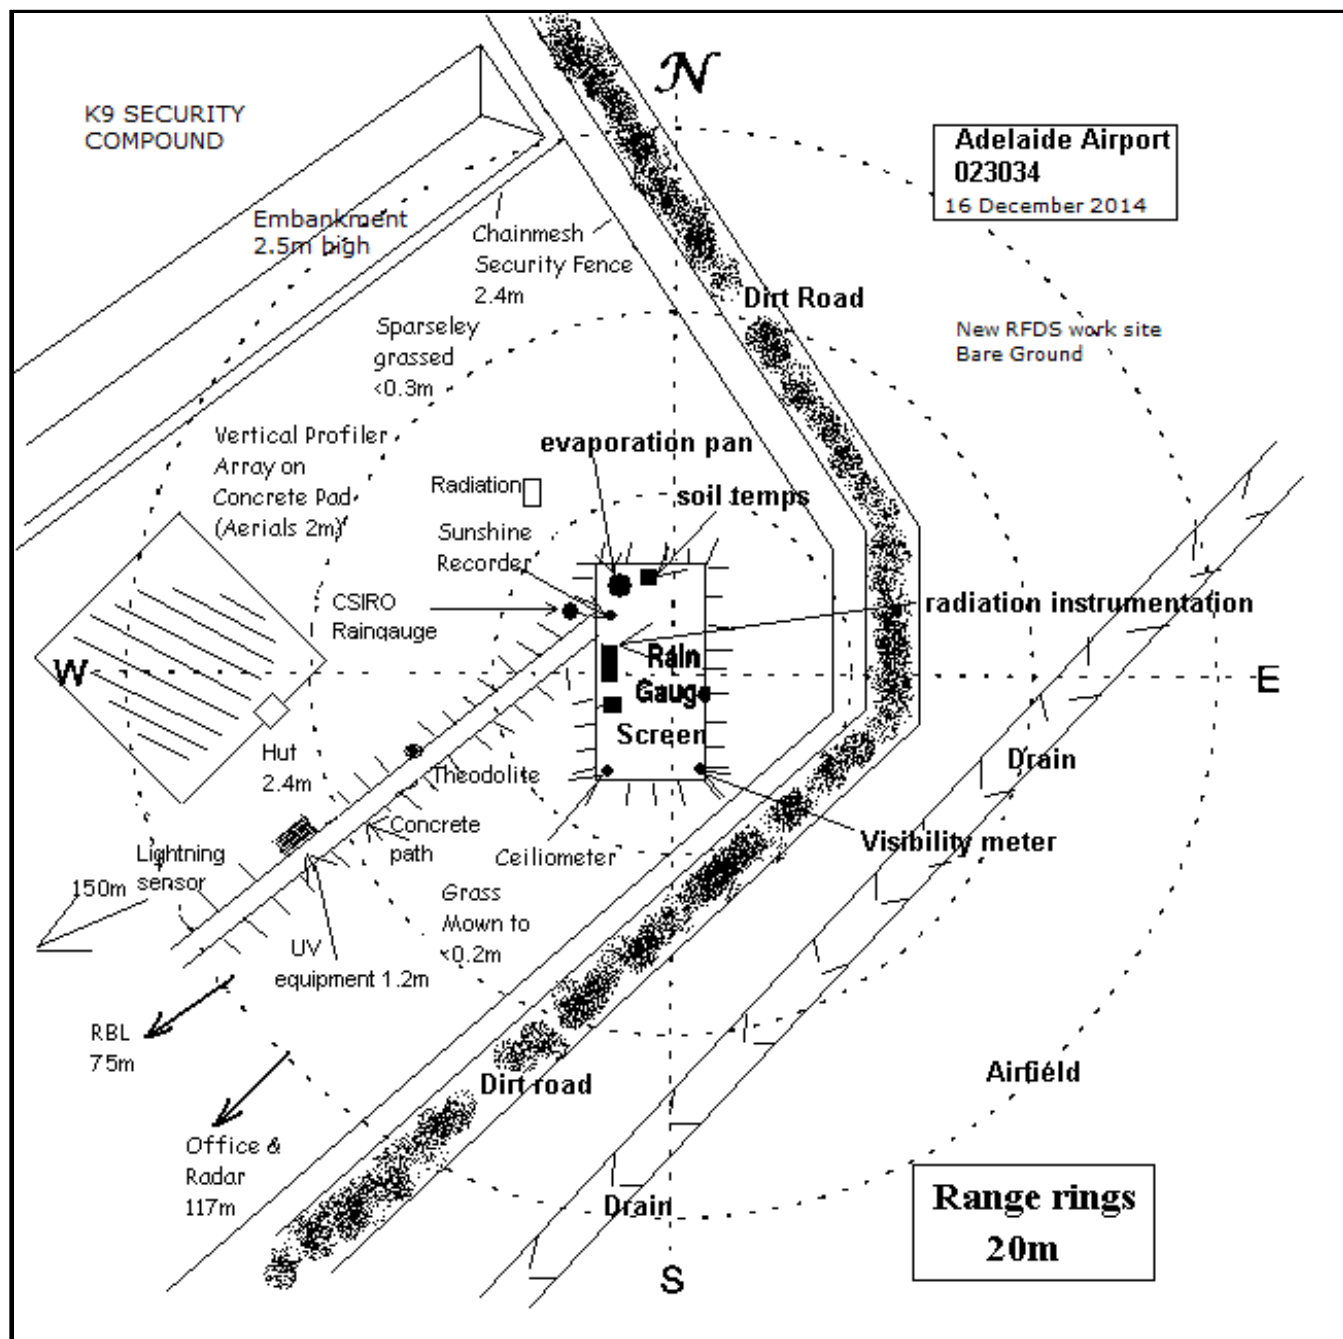 N
K9 SECURITY
COMPOUND
Adelaide Airport
023034
16 December 2014
Embankment
2.5m high
Chainmesh
Security Fence
2.4m
Dirt Road
New RFDS work site
Bare Ground
Sparseley
grassed
<0.3m
Vertical Profiler
Array on
Concrete Pad
(Aerials 2m)
evaporation pan
Radiation
soil temps
Sunshine
Recorder
CSIRO
Raingauge
radiation instrumentation
Rain
Gauge
Screen
W
E
Hut
2.4m
Theodolite
Drain
Concrete
path
Ceiliometer
Visibility meter
Lightning
sensor
150m
Grass
Mown to
<0.2m
UV
equipment 1.2m
RBL
75m
Dirt road
Airfield
Office &
Radar
117m
Drain
Range rings
20m
S